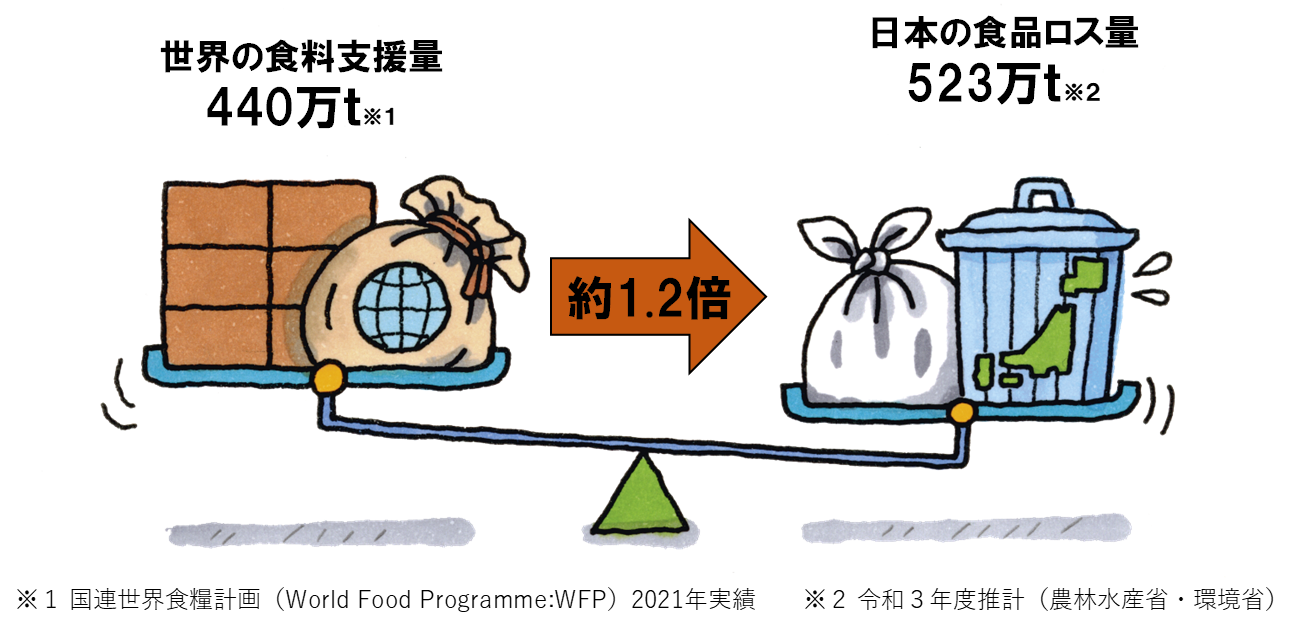 世界の食料支援量
440万t※1
日本の食品ロス量
523万t※2
約1.2倍
※１ 国連世界食糧計画（World Food Programme:WFP）2021年実績
※２ 令和３年度推計（農林水産省・環境省）